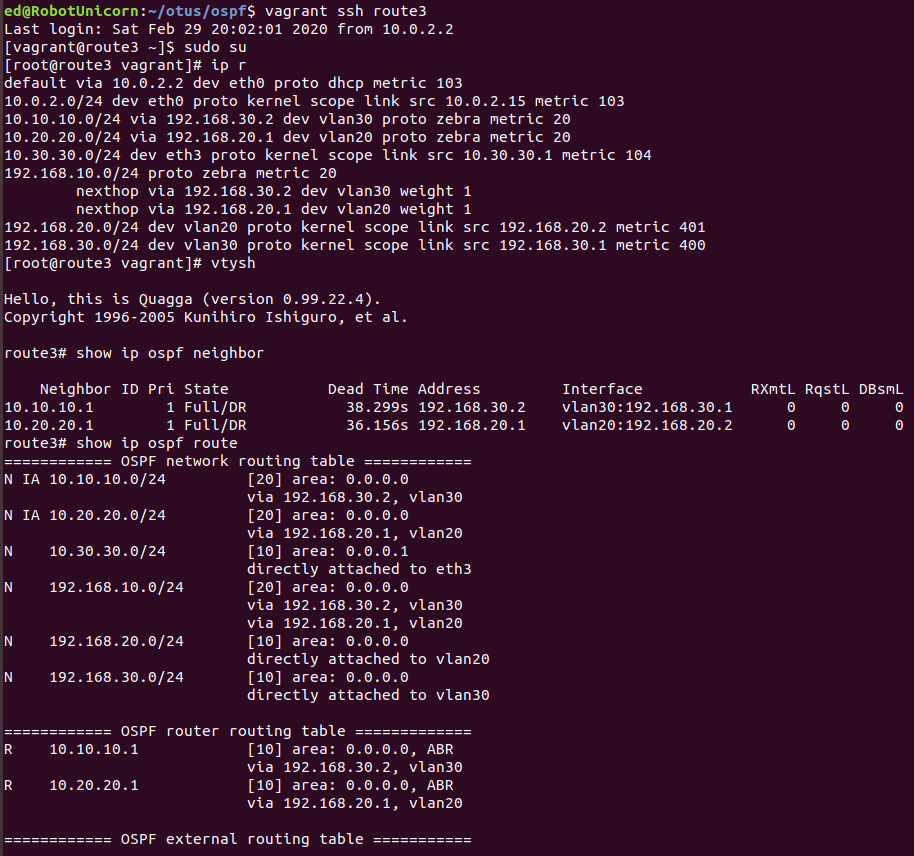 ed@RobotUnicorn:~/otus/ospf$ vagrant ssh route3
Last login: Sat Feb 29 20:02:01 2020 from 10.0.2.2
[vagrant@route3 ~]$ sudo su
[root@route3 vagrant]# ip r
default via 10.0.2.2 dev eth0 proto dhcp metric 103
10.0.2.0/24 dev eth0 proto kernel scope link src 10.0.2.15 metric 103
10.10.10.0/24 via 192.168.30.2 dev vlan30 proto zebra metric 20
10.20.20.0/24 via 192.168.20.1 dev vlan20 proto zebra metric 20
10.30.30.0/24 dev eth3 proto kernel scope link src 10.30.30.1 metric 104
192.168.10.0/24 proto zebra metric 20
        nexthop via 192.168.30.2 dev vlan30 weight 1
        nexthop via 192.168.20.1 dev vlan20 weight 1
192.168.20.0/24 dev vlan20 proto kernel scope link src 192.168.20.2 metric 401
192.168.30.0/24 dev vlan30 proto kernel scope link src 192.168.30.1 metric 400
[root@route3 vagrant]# vtysh

Hello, this is Quagga (version 0.99.22.4).
Copyright 1996-2005 Kunihiro Ishiguro, et al.

route3# show ip ospf neighbor

    Neighbor ID Pri State           Dead Time Address         Interface            RXmtL RqstL DBsmL
10.10.10.1        1 Full/DR           38.299s 192.168.30.2    vlan30:192.168.30.1      0     0     0
10.20.20.1        1 Full/DR           36.156s 192.168.20.1    vlan20:192.168.20.2      0     0     0
route3# show ip ospf route
============ OSPF network routing table ============
N IA 10.10.10.0/24         [20] area: 0.0.0.0
                           via 192.168.30.2, vlan30
N IA 10.20.20.0/24         [20] area: 0.0.0.0
                           via 192.168.20.1, vlan20
N    10.30.30.0/24         [10] area: 0.0.0.1
                           directly attached to eth3
N    192.168.10.0/24       [20] area: 0.0.0.0
                           via 192.168.30.2, vlan30
                           via 192.168.20.1, vlan20
N    192.168.20.0/24       [10] area: 0.0.0.0
                           directly attached to vlan20
N    192.168.30.0/24       [10] area: 0.0.0.0
                           directly attached to vlan30

============ OSPF router routing table =============
R    10.10.10.1            [10] area: 0.0.0.0, ABR
                           via 192.168.30.2, vlan30
R    10.20.20.1            [10] area: 0.0.0.0, ABR
                           via 192.168.20.1, vlan20

============ OSPF external routing table ===========